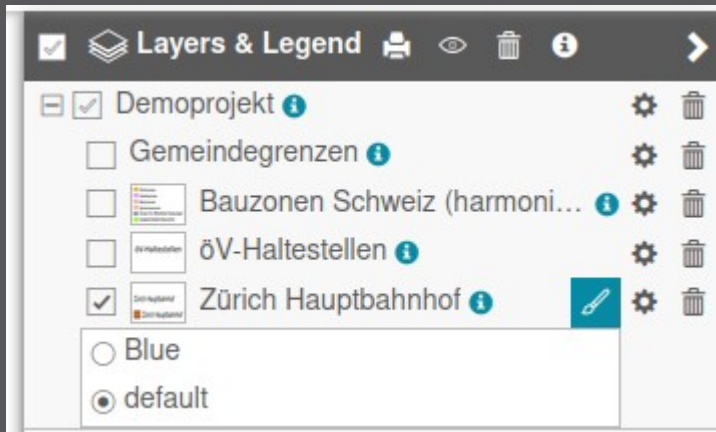 Layers & Legend
Demoprojekt
Gemeindegrenzen
Bauzonen Schweiz (harmoni...
öV-Haltestellen
Zürich Hauptbahnhof
Blue
default